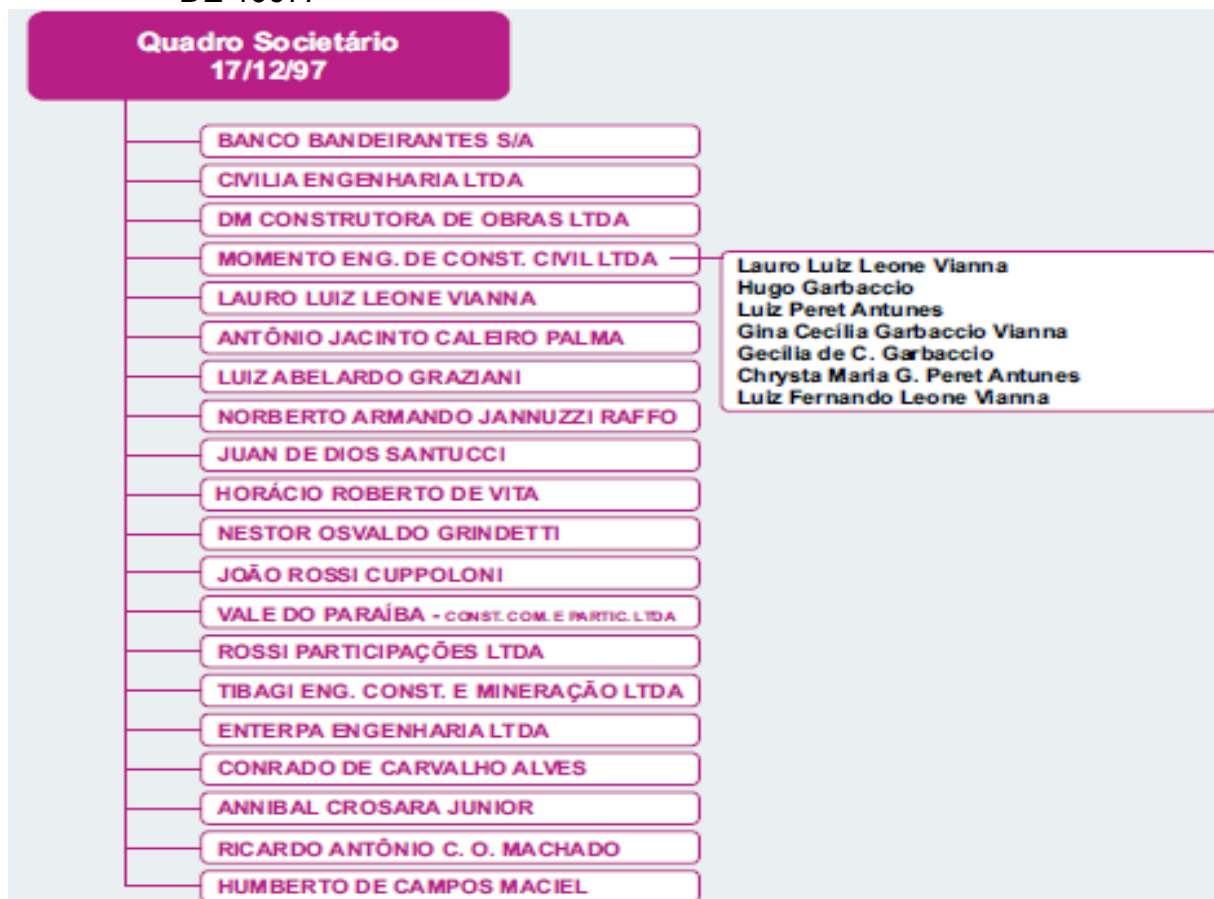 Quadro Societário
17/12/97
BANCO BANDEIRANTES S/A
CIVILIA ENGENHARIA LTDA
DM CONSTRUTORA DE OBRAS LTDA
MOMENTO ENG. DE CONST. CIVIL LTDA
Lauro Luiz Leone Vianna
Hugo Garbaccio
Luiz Peret Antunes
Gina Cecília Garbaccio Vianna
Gecília de C. Garbaccio
Chrysta Maria G. Peret Antunes
Luiz Fernando Leone Vianna
LAURO LUIZ LEONE VIANNA
ANTÔNIO JACINTO CALEIRO PALMA
LUIZ ABELARDO GRAZIANI
NORBERTO ARMANDO JANNUZZI RAFFO
JUAN DE DIOS SANTUCCI
HORÁCIO ROBERTO DE VITA
NESTOR OSVALDO GRINDETTI
JOÃO ROSSI CUPPOLONI
VALE DO PARAÍBA - CONST. COM. E PARTIC. LTDA
ROSSI PARTICIPAÇÕES LTDA
TIBAGI ENG. CONST. E MINERAÇÃO LTDA
ENTERPA ENGENHARIA LTDA
CONRADO DE CARVALHO ALVES
ANNIBAL CROSARA JUNIOR
RICARDO ANTÔNIO C. O. MACHADO
HUMBERTO DE CAMPOS MACIEL